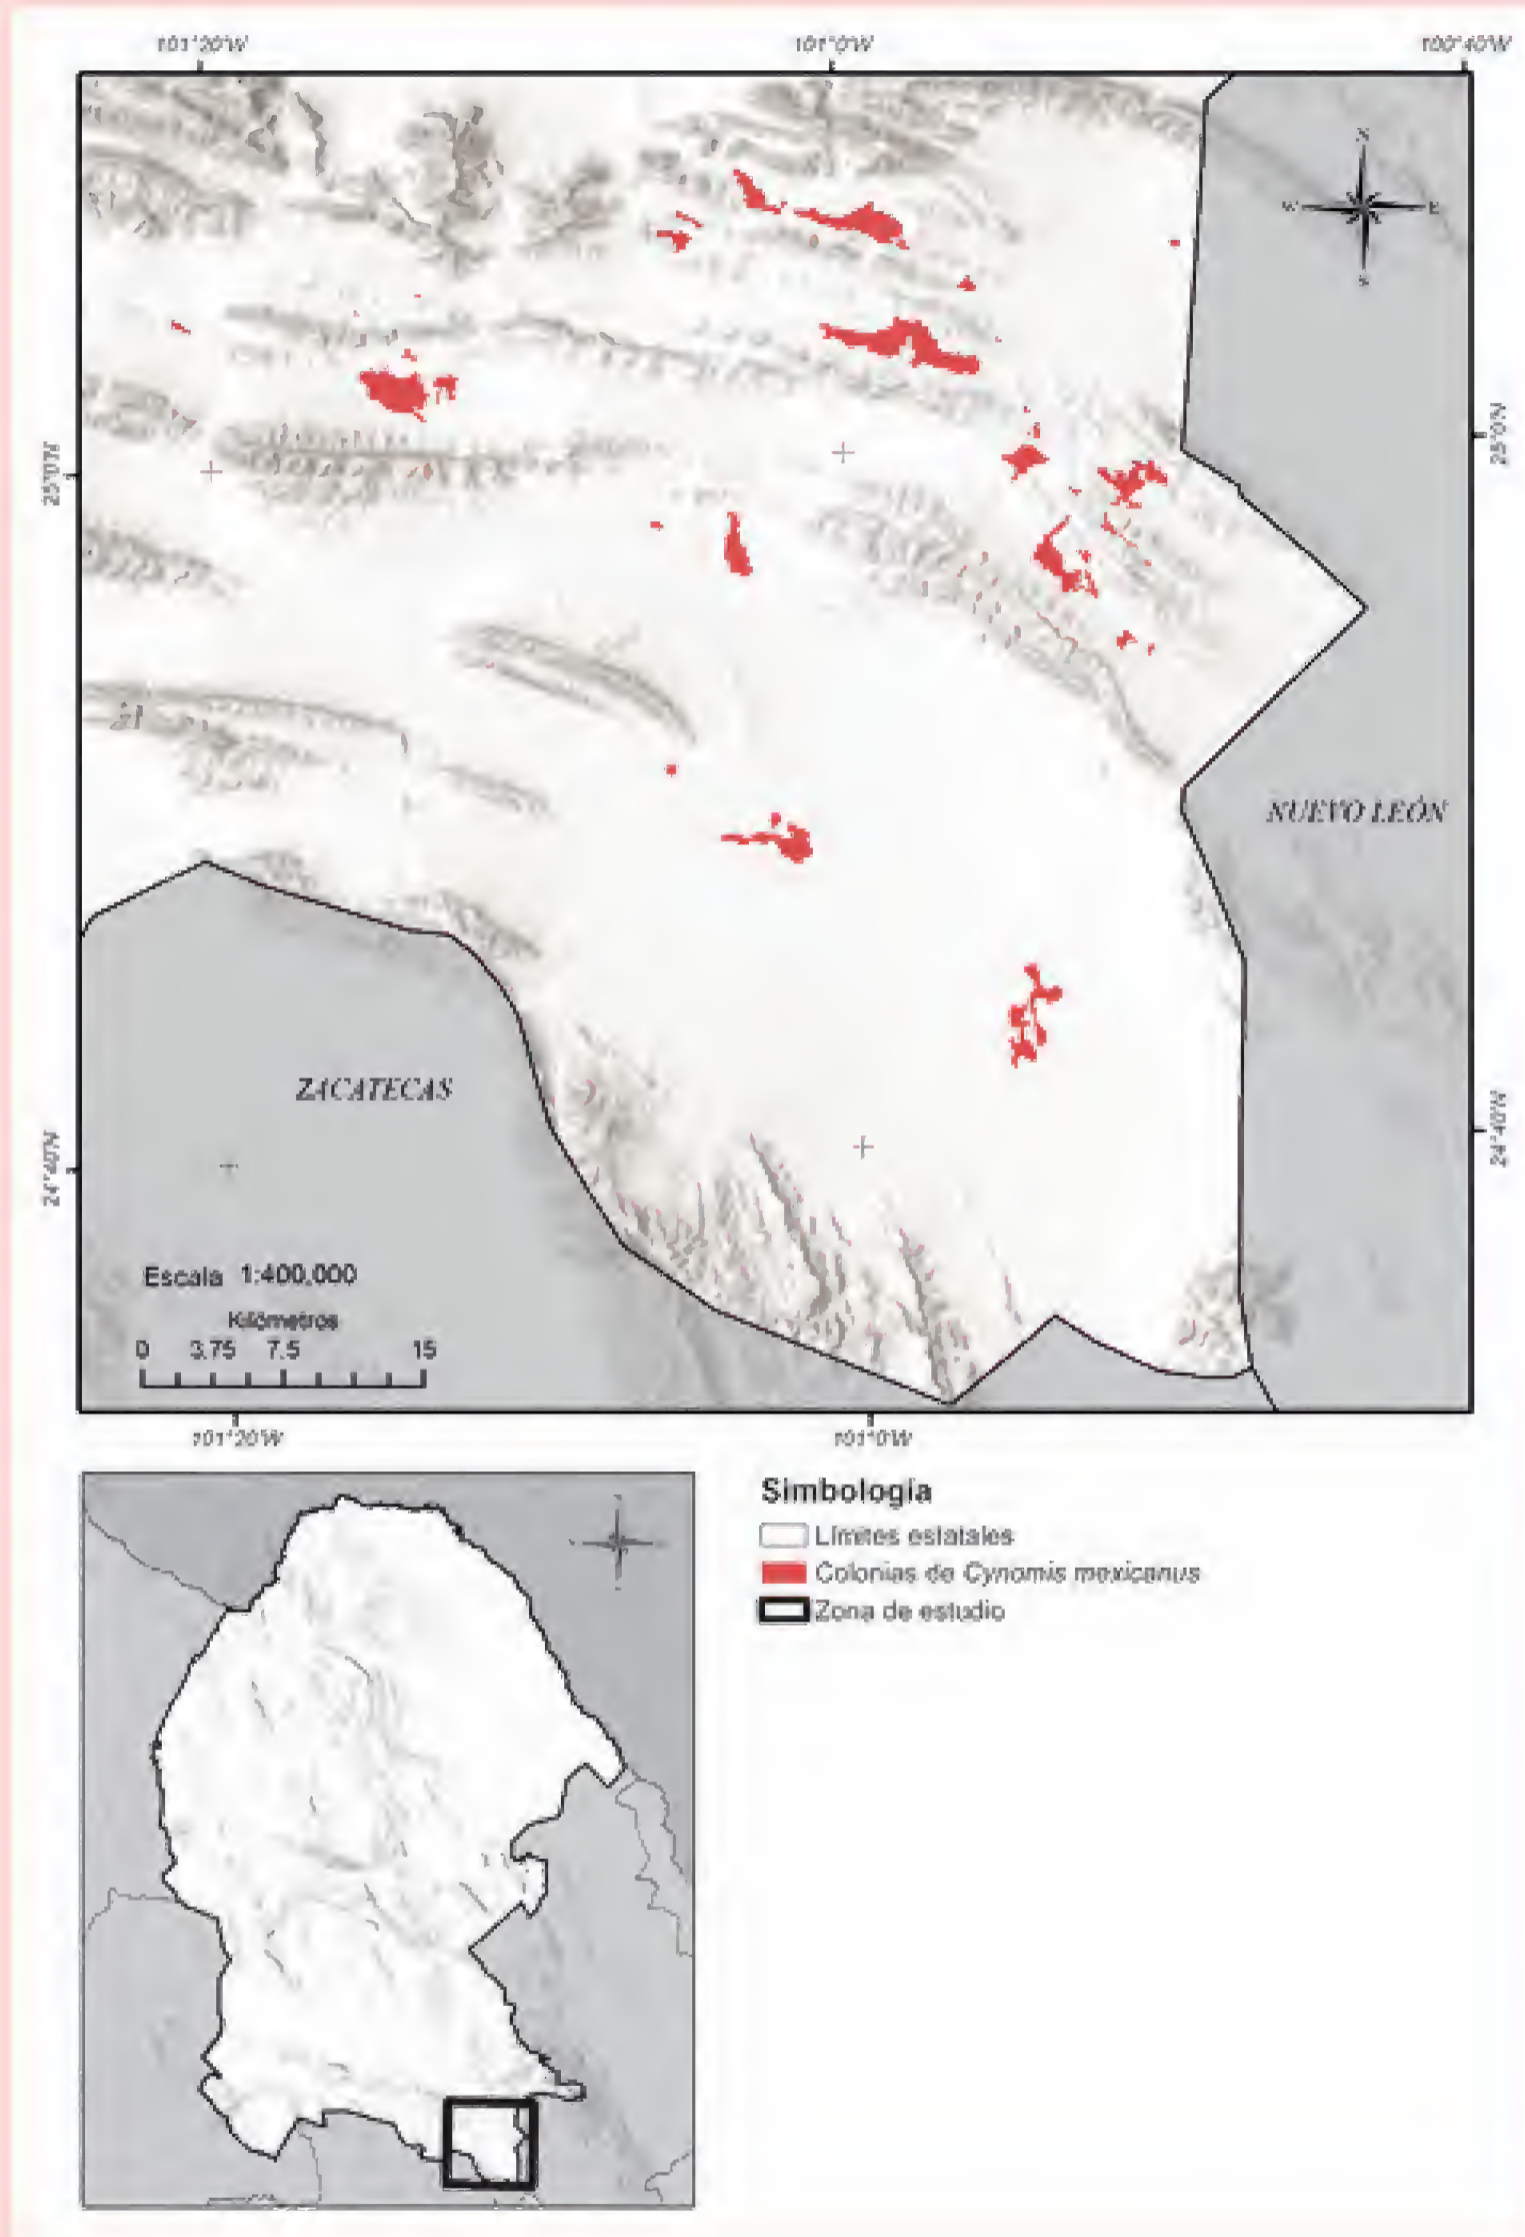 101°20'W
101°0'W
100°40'W
N
W
E
S
25°0'N
25°0'N
NUEVO LEÓN
ZACATECAS
24°40'N
24°40'N
Escala 1:400,000
Kilómetros
0 3.75 7.5 15
101°20'W
101°0'W
Simbología
Límites estatales
Colonias de Cynomis mexicanus
Zona de estudio